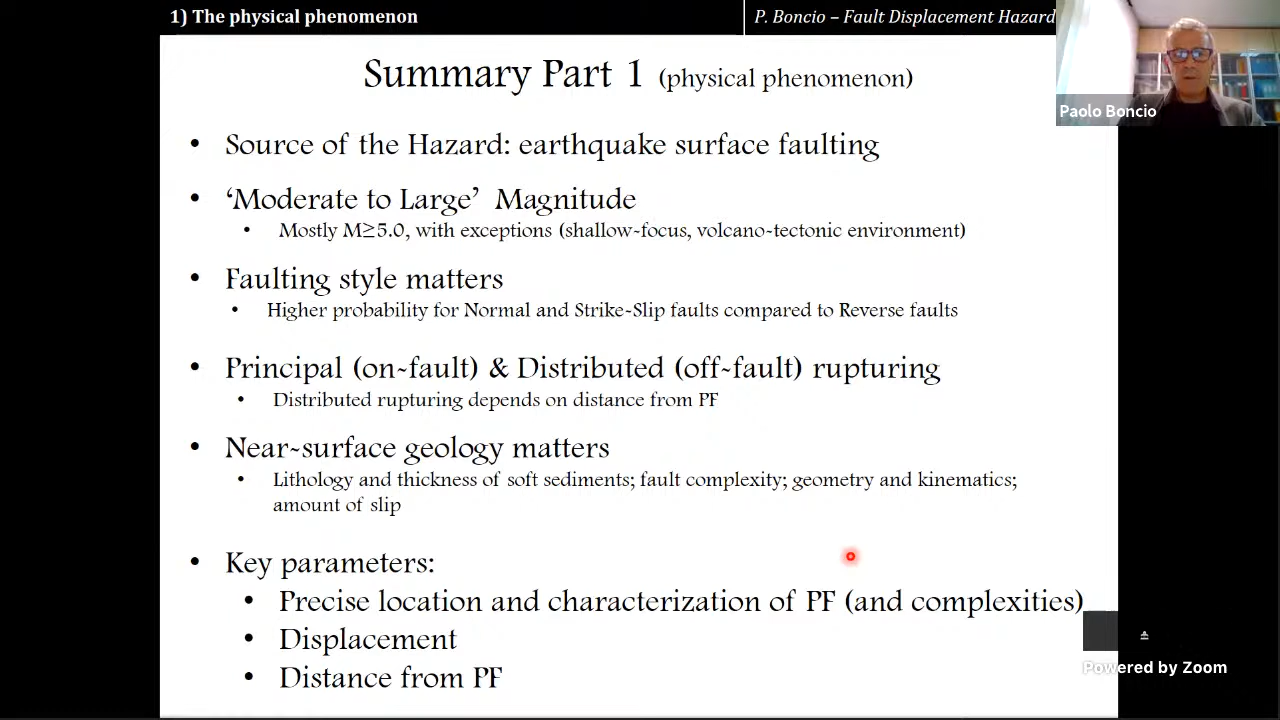 1) The physical phenomenon
P. Boncio – Fault Displacement Hazard
Paolo Boncio
Summary Part 1 (physical phenomenon)
• Source of the Hazard: earthquake surface faulting
• ‘Moderate to Large’ Magnitude
• Mostly M≥5.0, with exceptions (shallow-focus, volcano-tectonic environment)
• Faulting style matters
• Higher probability for Normal and Strike-Slip faults compared to Reverse faults
• Principal (on-fault) & Distributed (off-fault) rupturing
• Distributed rupturing depends on distance from PF
• Near-surface geology matters
• Lithology and thickness of soft sediments; fault complexity; geometry and kinematics;
amount of slip
• Key parameters:
• Precise location and characterization of PF (and complexities)
• Displacement
• Distance from PF
Powered by Zoom